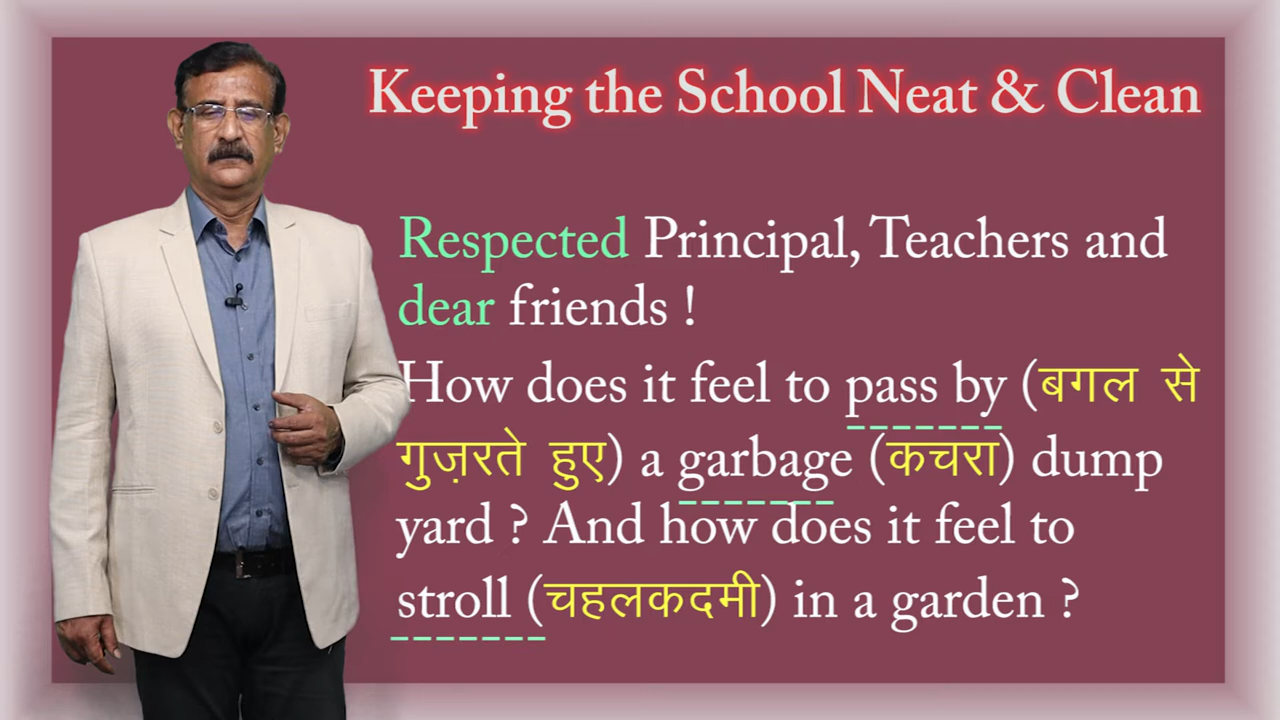 Keeping the School Neat & Clean
Respected Principal, Teachers and
dear friends !
How does it feel to pass by (बगल से
गुज़रते हुए) a garbage (कचरा) dump
yard ? And how does it feel to
stroll (चहलकदमी) in a garden ?